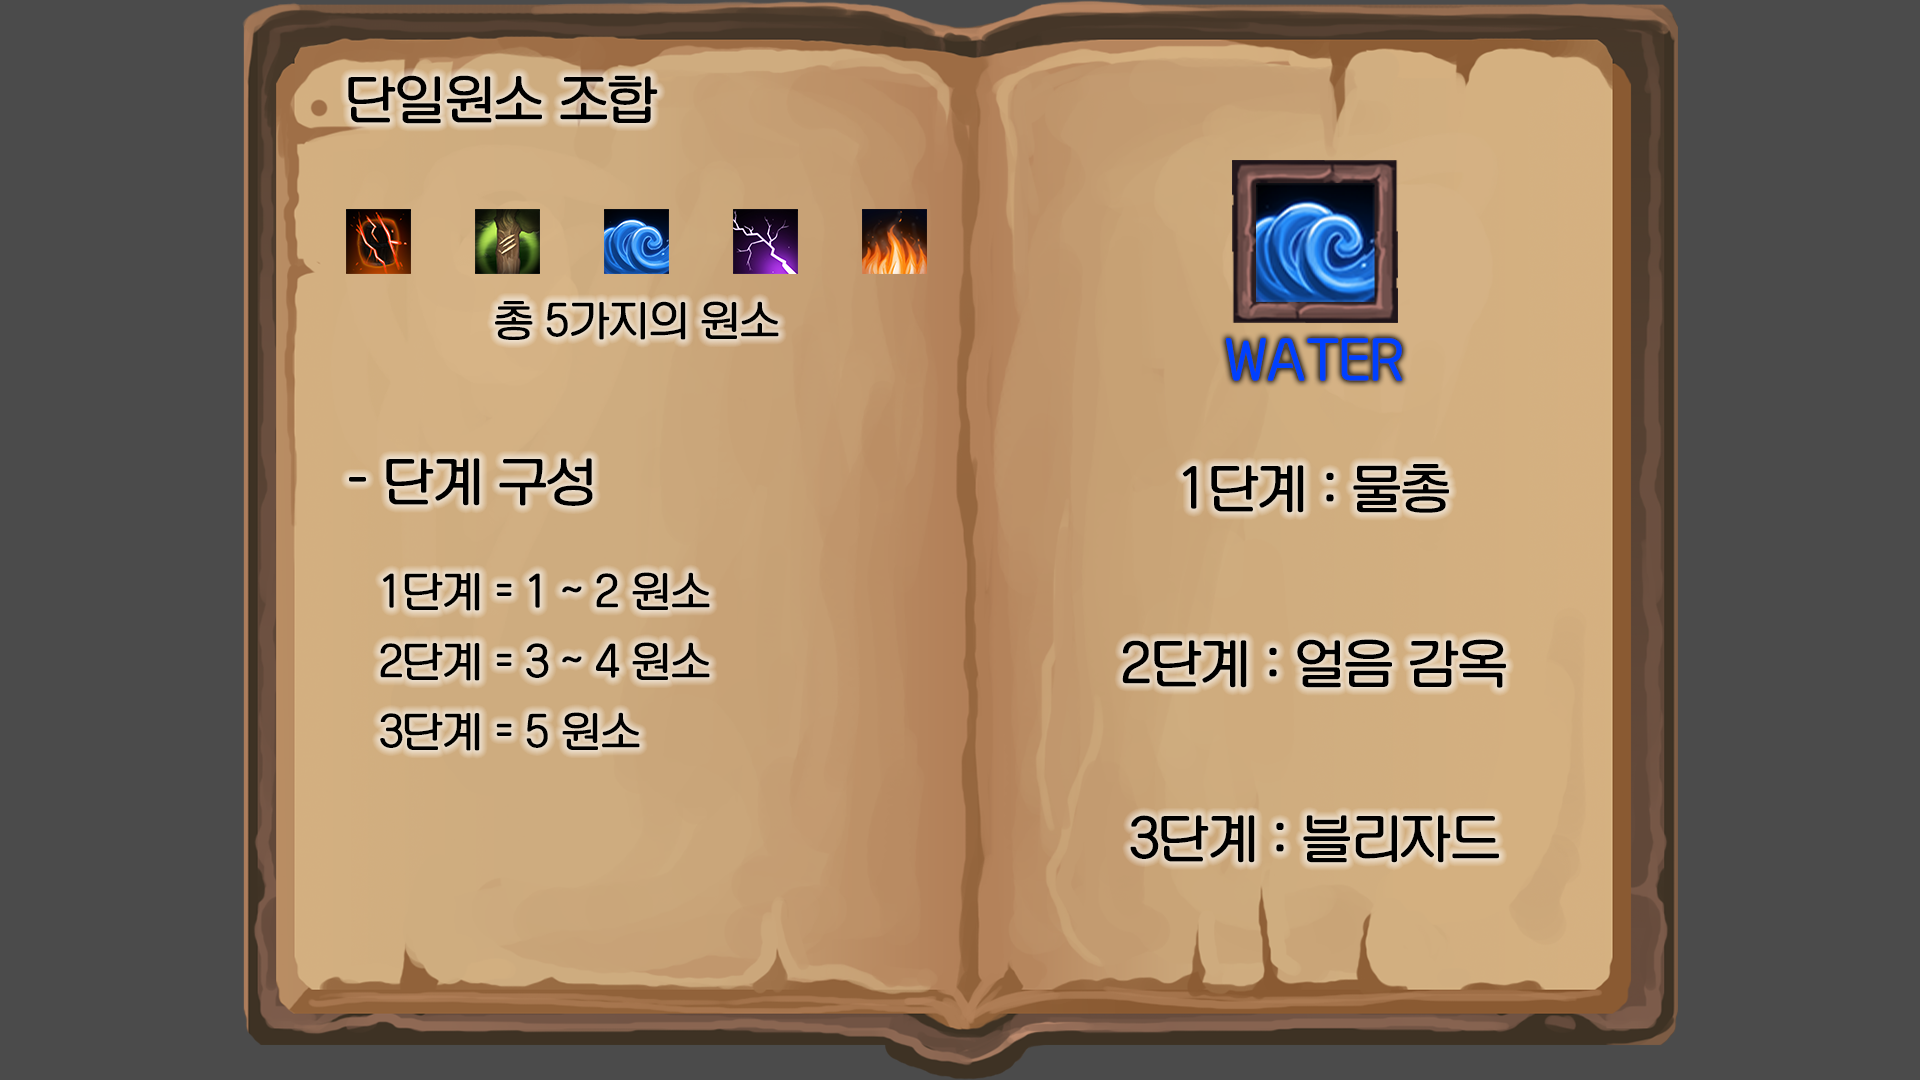 단일원소 조합
총 5가지의 원소
- 단계 구성
1단계 = 1 ~ 2 원소
2단계 = 3 ~ 4 원소
3단계 = 5 원소
WATER
1단계 : 물총
2단계 : 얼음 감옥
3단계 : 블리자드